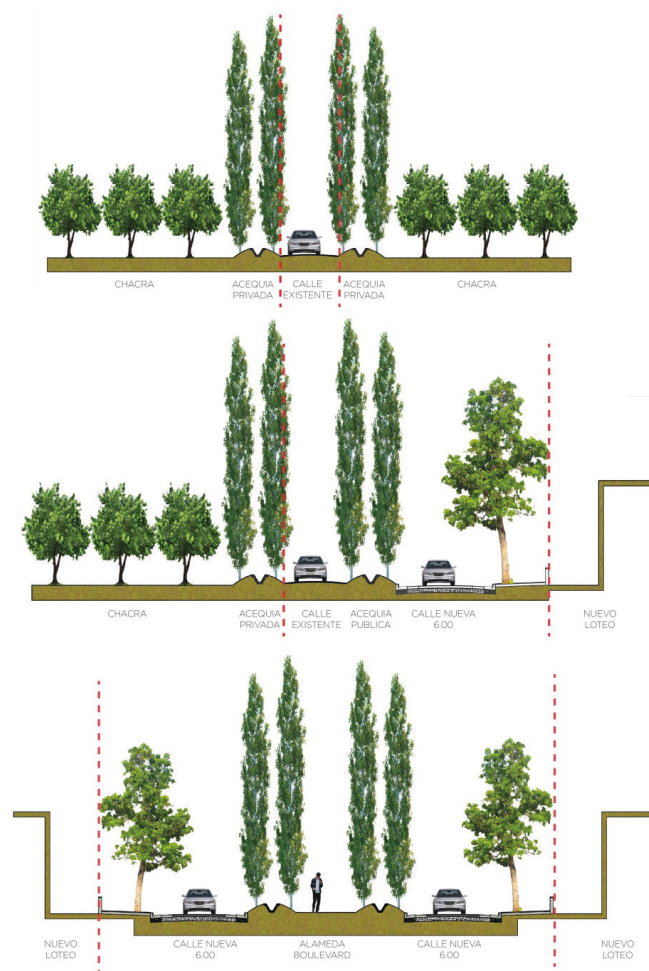 CHACRA
ACEQUIA
PRIVADA
CALLE
EXISTENTE
ACEQUIA
PRIVADA
CHACRA
CHACRA
ACEQUIA
PRIVADA
CALLE
EXISTENTE
ACEQUIA
PUBLICA
CALLE NUEVA
6.00
NUEVO
LOTEO
NUEVO
LOTEO
CALLE NUEVA
6.00
ALAMEDA
BOULEVARD
CALLE NUEVA
6.00
NUEVO
LOTEO